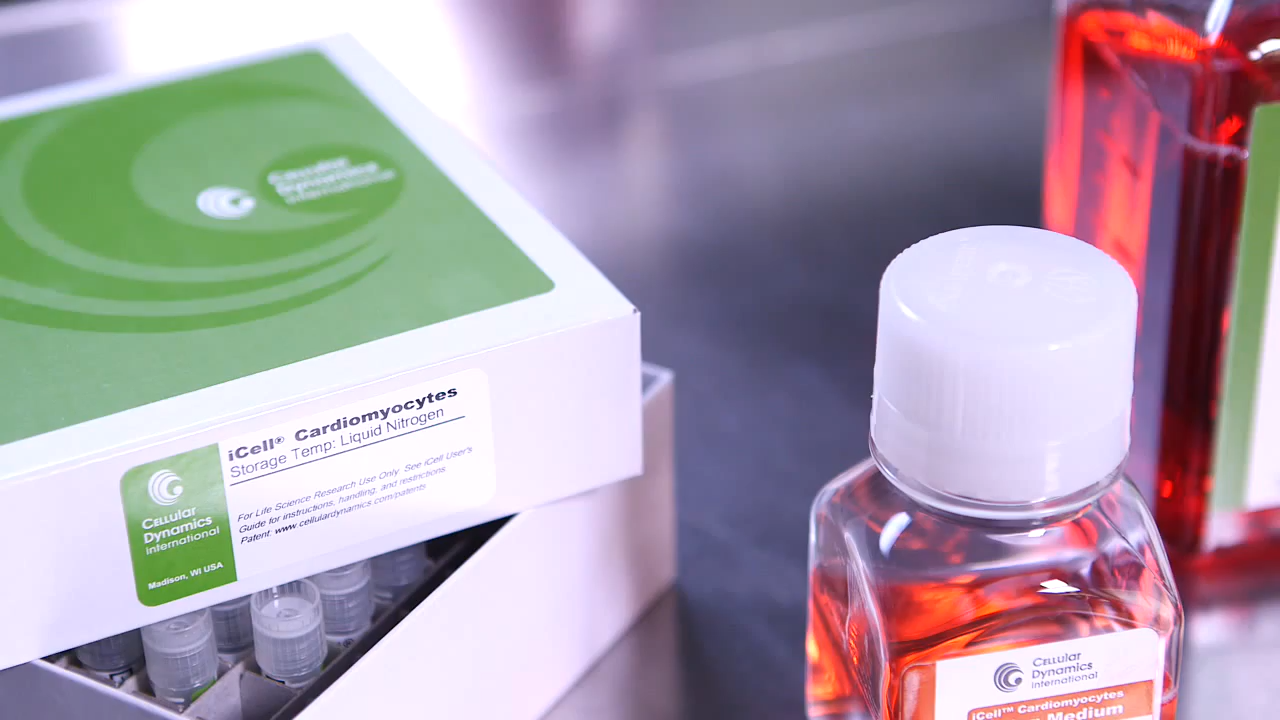 Cellular
Dynamics
international
iCell® Cardiomyocytes
Storage Temp: Liquid Nitrogen
For Life Science Research Use Only. See iCell User's
Guide for instructions, handling, and restrictions
Patent: www.cellulardynamics.com/patents
Cellular
Dynamics
international
Madison, WI USA
Cellular
Dynamics
international
iCell™ Cardiomyocytes
Medium